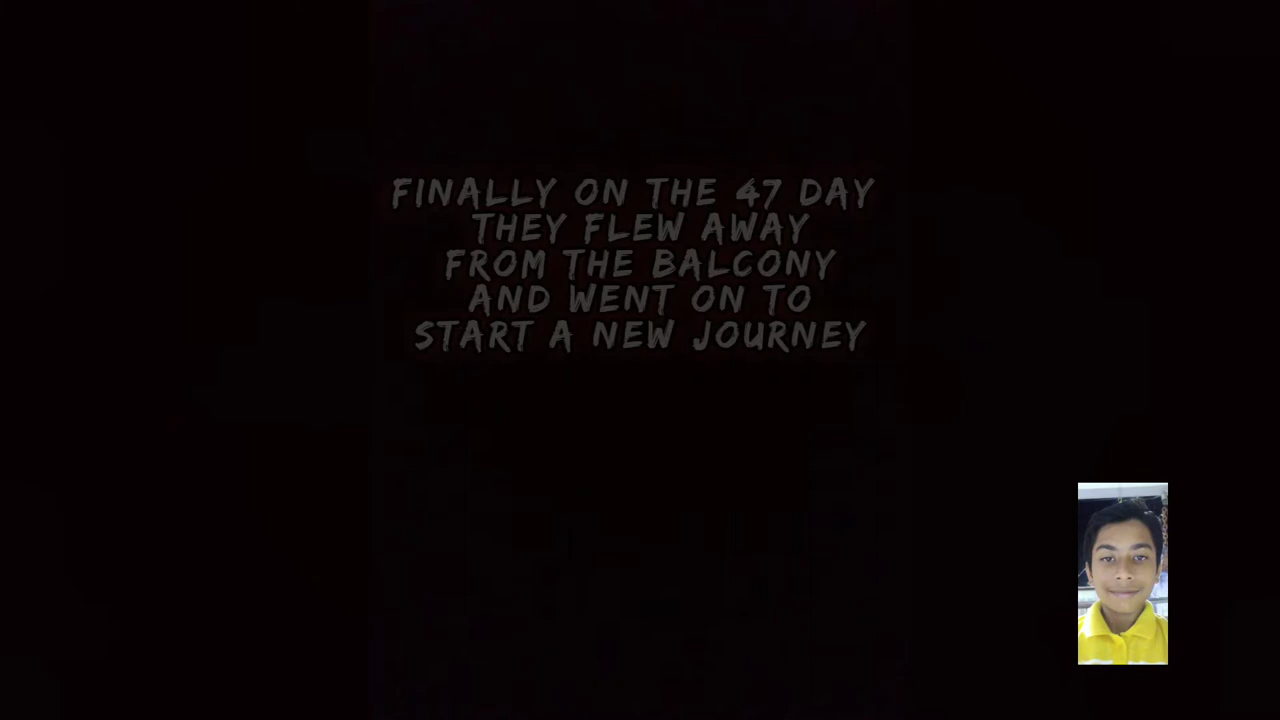 FINALLY ON THE 47 DAY
THEY FLEW AWAY
FROM THE BALCONY
AND WENT ON TO
START A NEW JOURNEY